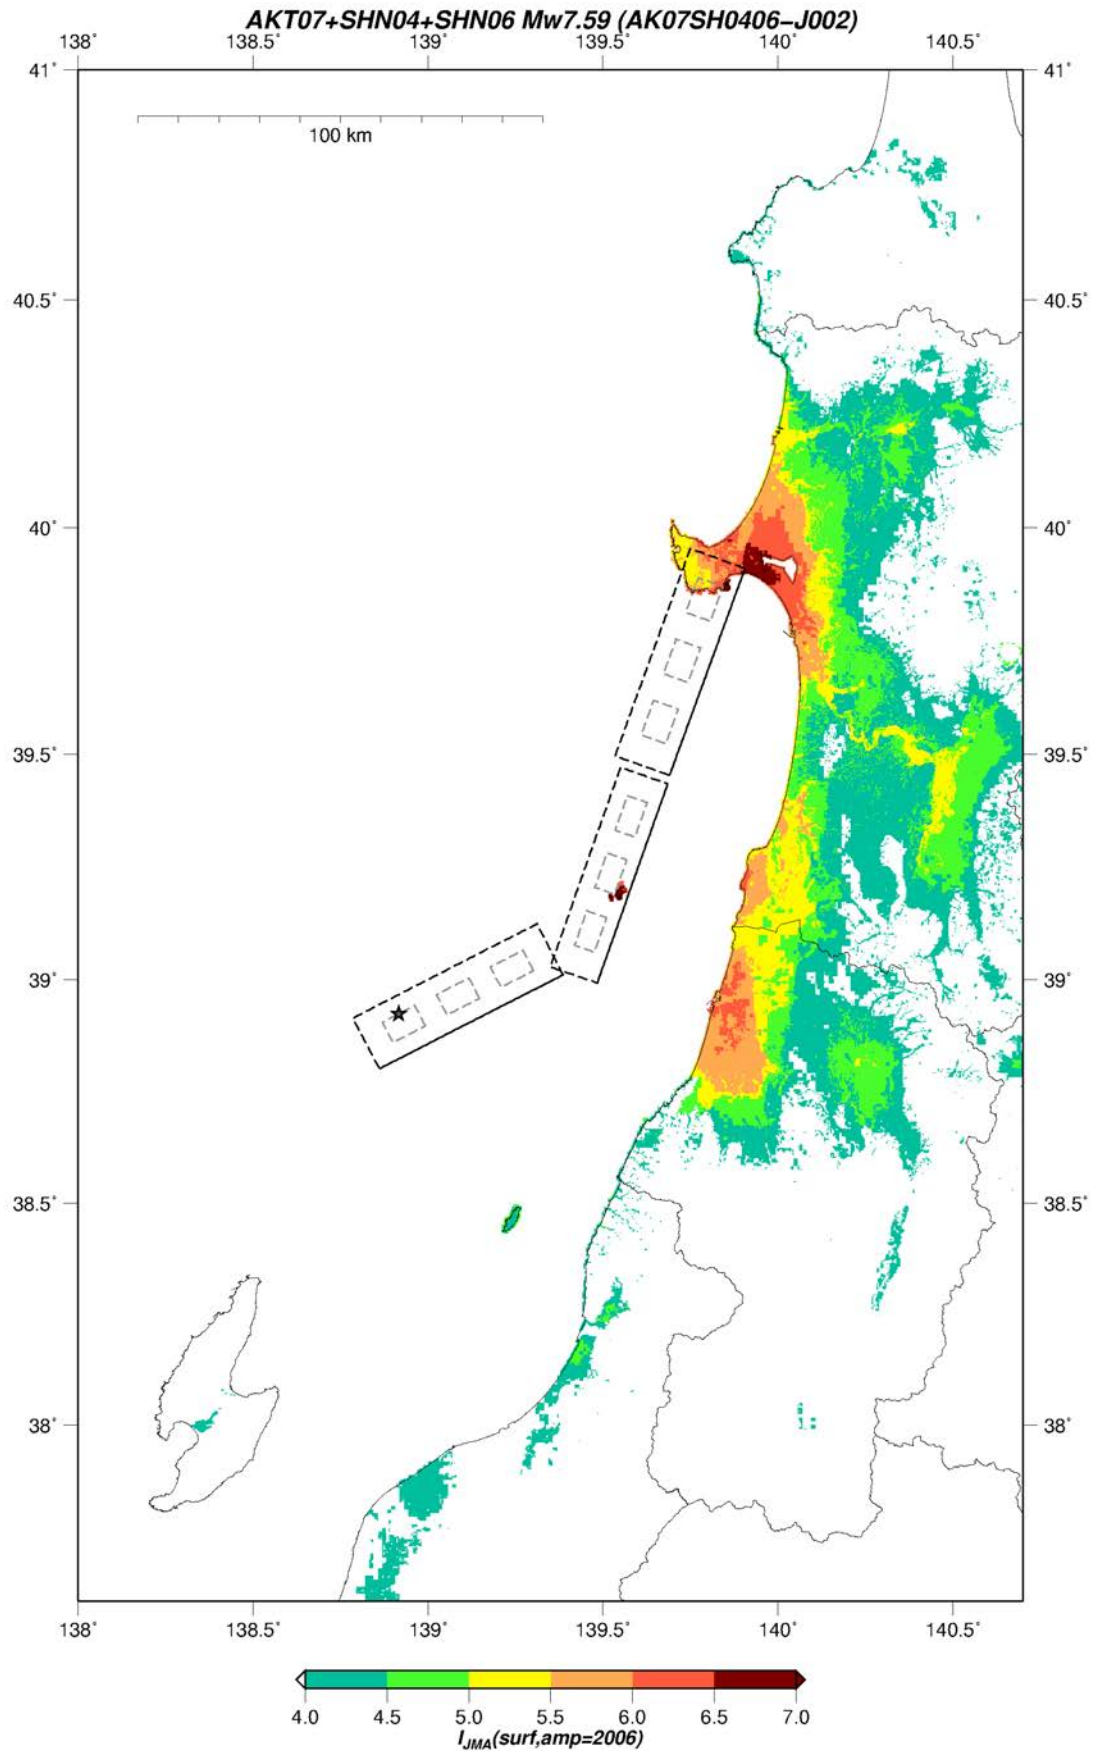 AKT07+SHN04+SHN06 Mw7.59 (AK07SH0406−J002)
138° 138.5° 139° 139.5° 140° 140.5°
41° 41°
100 km
40.5° 40.5°
40° 40°
39.5° 39.5°
39° 39°
38.5° 38.5°
38° 38°
138° 138.5° 139° 139.5° 140° 140.5°
4.0 4.5 5.0 5.5 6.0 6.5 7.0
IJMA(surf,amp=2006)